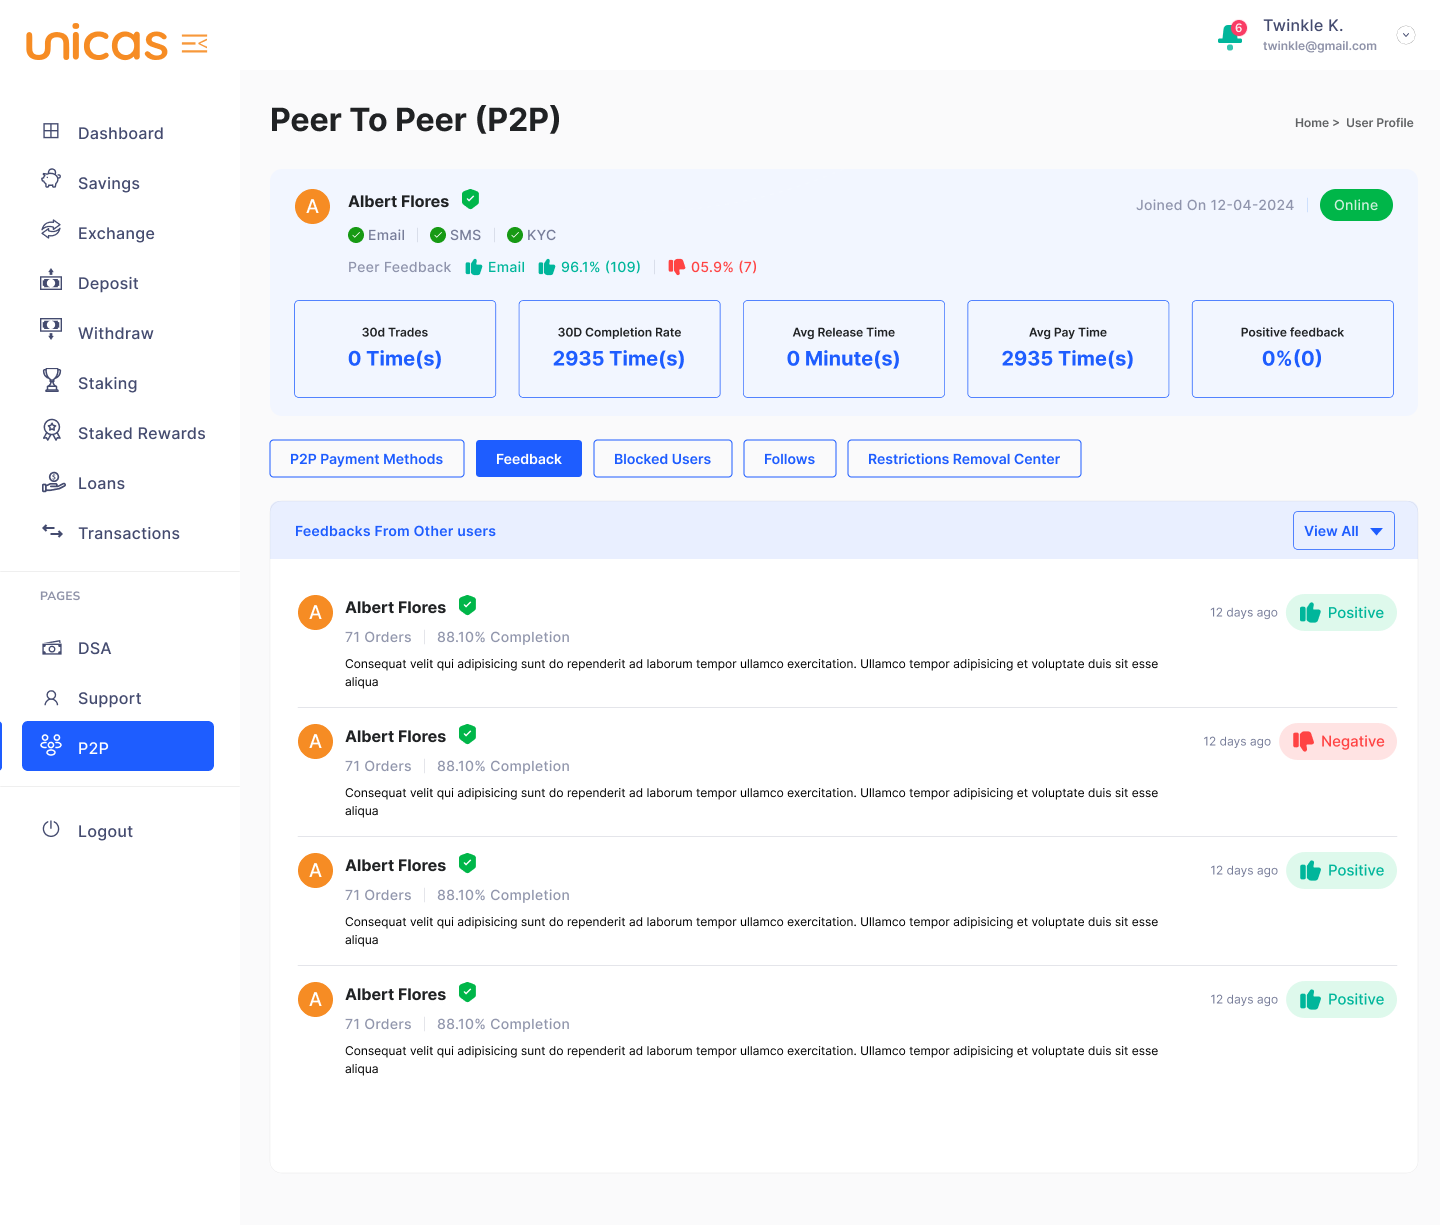 unicas
6
Twinkle K.
twinkle@gmail.com
Dashboard
Savings
Exchange
Deposit
Withdraw
Staking
Staked Rewards
Loans
Transactions
PAGES
DSA
Support
P2P
Logout
Peer To Peer (P2P)
Home > User Profile
A
Albert Flores
Joined On 12-04-2024
Online
Email
SMS
KYC
Peer Feedback Email 96.1% (109) 05.9% (7)
30d Trades
0 Time(s)
30D Completion Rate
2935 Time(s)
Avg Release Time
0 Minute(s)
Avg Pay Time
2935 Time(s)
Positive feedback
0%(0)
P2P Payment Methods
Feedback
Blocked Users
Follows
Restrictions Removal Center
Feedbacks From Other users
View All
A
Albert Flores
12 days ago
Positive
71 Orders 88.10% Completion
Consequat velit qui adipisicing sunt do rependerit ad laborum tempor ullamco exercitation. Ullamco tempor adipisicing et voluptate duis sit esse
aliqua
A
Albert Flores
12 days ago
Negative
71 Orders 88.10% Completion
Consequat velit qui adipisicing sunt do rependerit ad laborum tempor ullamco exercitation. Ullamco tempor adipisicing et voluptate duis sit esse
aliqua
A
Albert Flores
12 days ago
Positive
71 Orders 88.10% Completion
Consequat velit qui adipisicing sunt do rependerit ad laborum tempor ullamco exercitation. Ullamco tempor adipisicing et voluptate duis sit esse
aliqua
A
Albert Flores
12 days ago
Positive
71 Orders 88.10% Completion
Consequat velit qui adipisicing sunt do rependerit ad laborum tempor ullamco exercitation. Ullamco tempor adipisicing et voluptate duis sit esse
aliqua